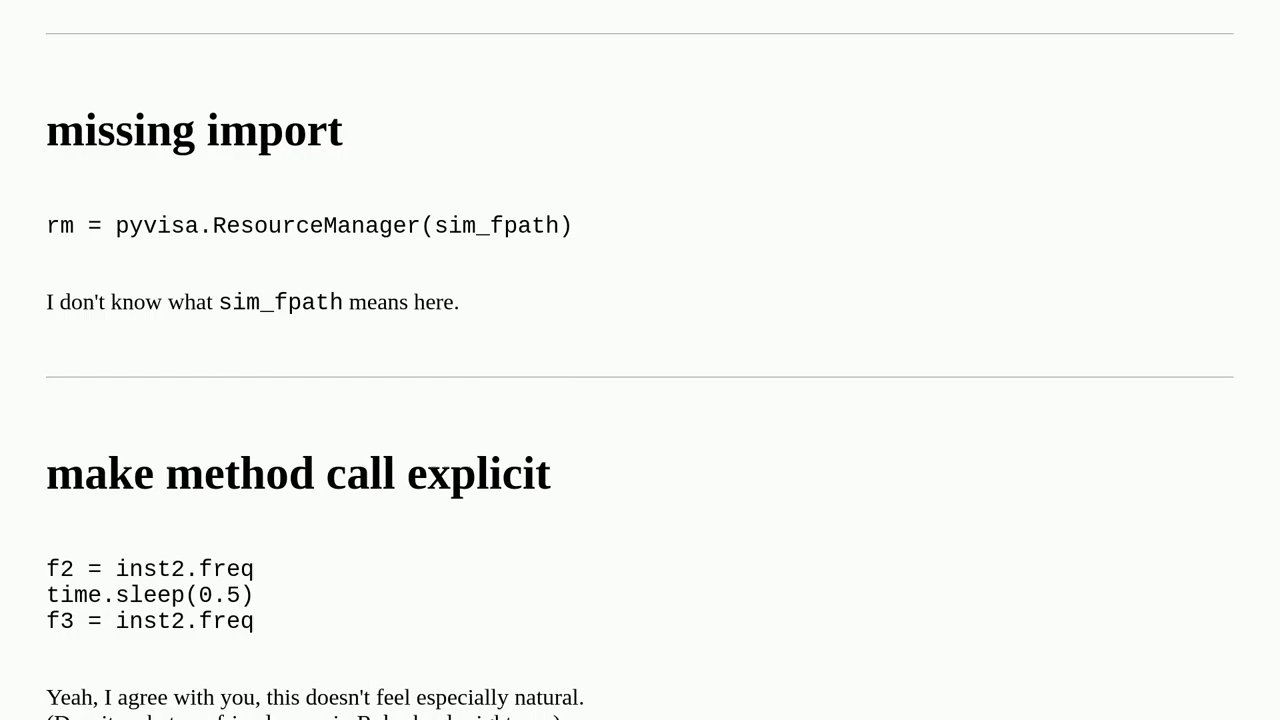 missing import
rm = pyvisa.ResourceManager(sim_fpath)
I don't know what sim_fpath means here.
make method call explicit
f2 = inst2.freq
time.sleep(0.5)
f3 = inst2.freq
Yeah, I agree with you, this doesn't feel especially natural.